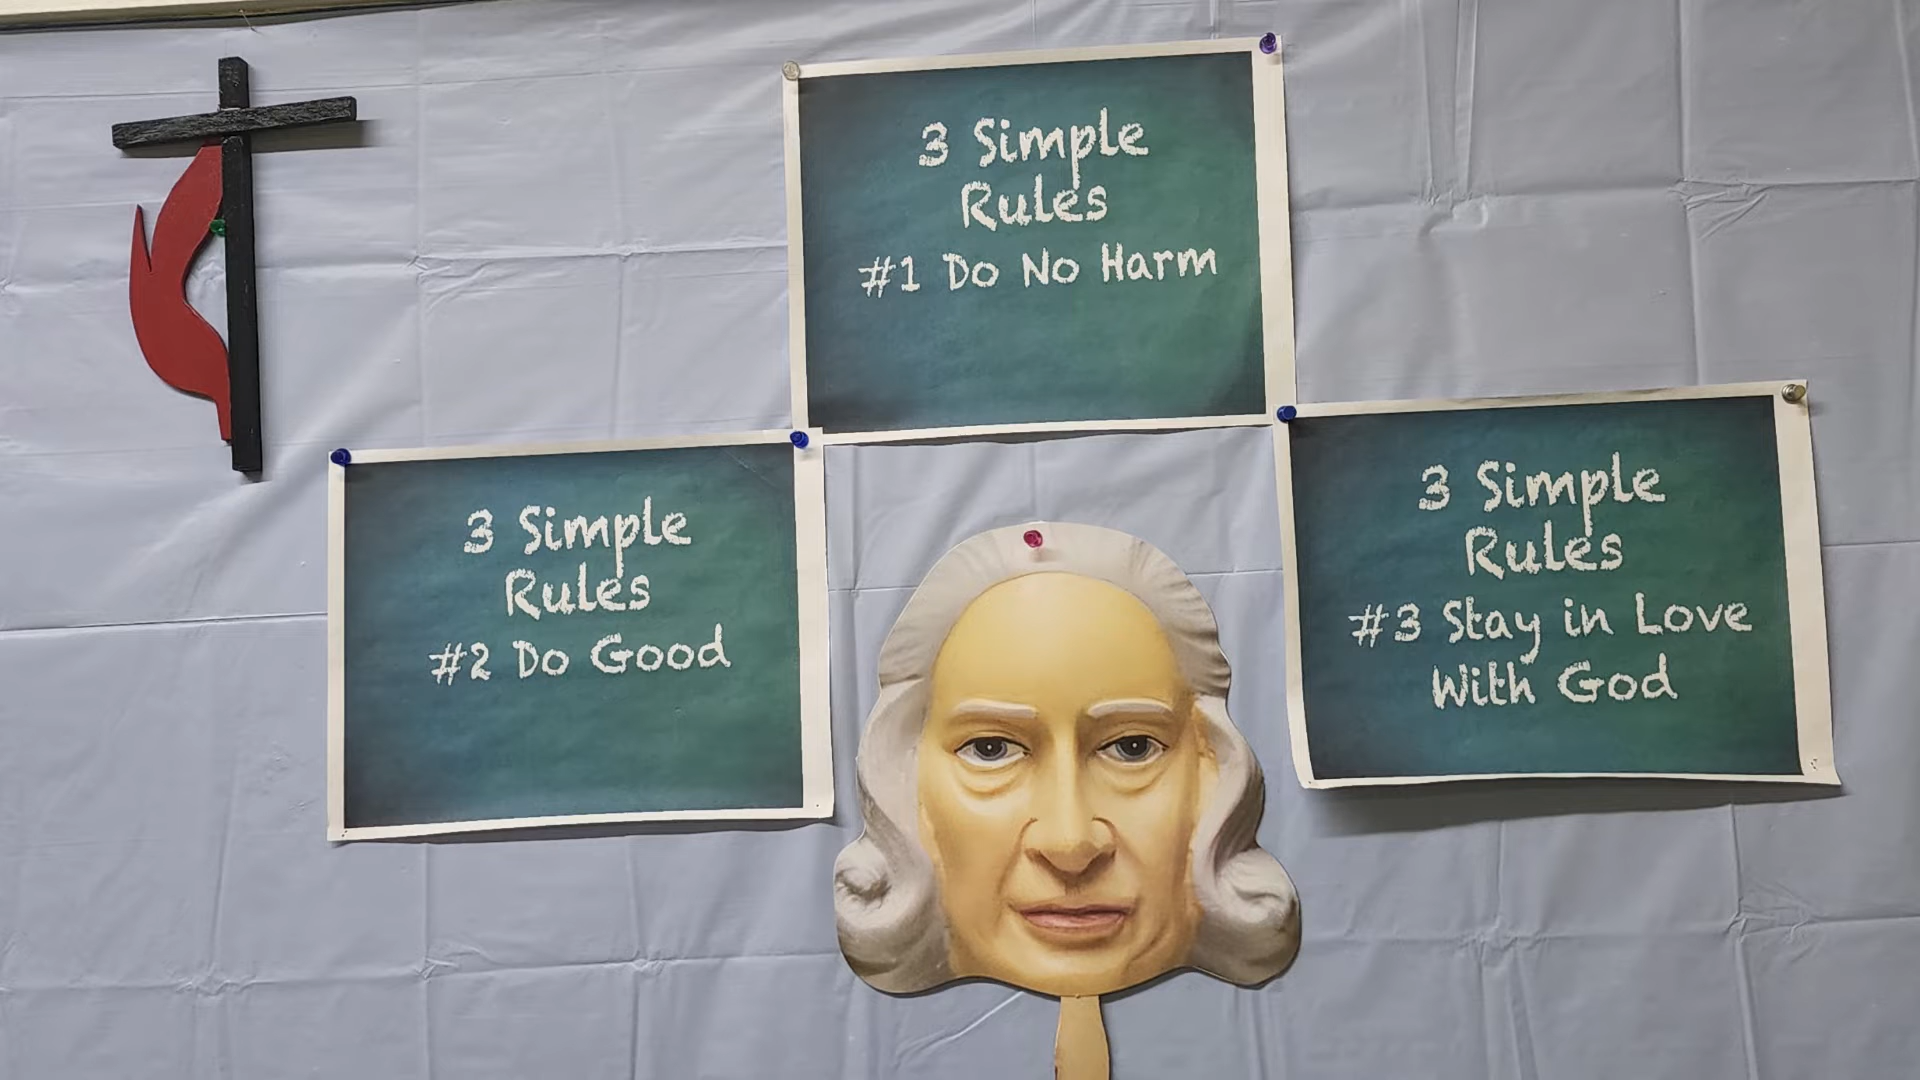 3 Simple
Rules
#1 Do No Harm
3 Simple
Rules
#2 Do Good
3 Simple
Rules
#3 Stay in Love
With God